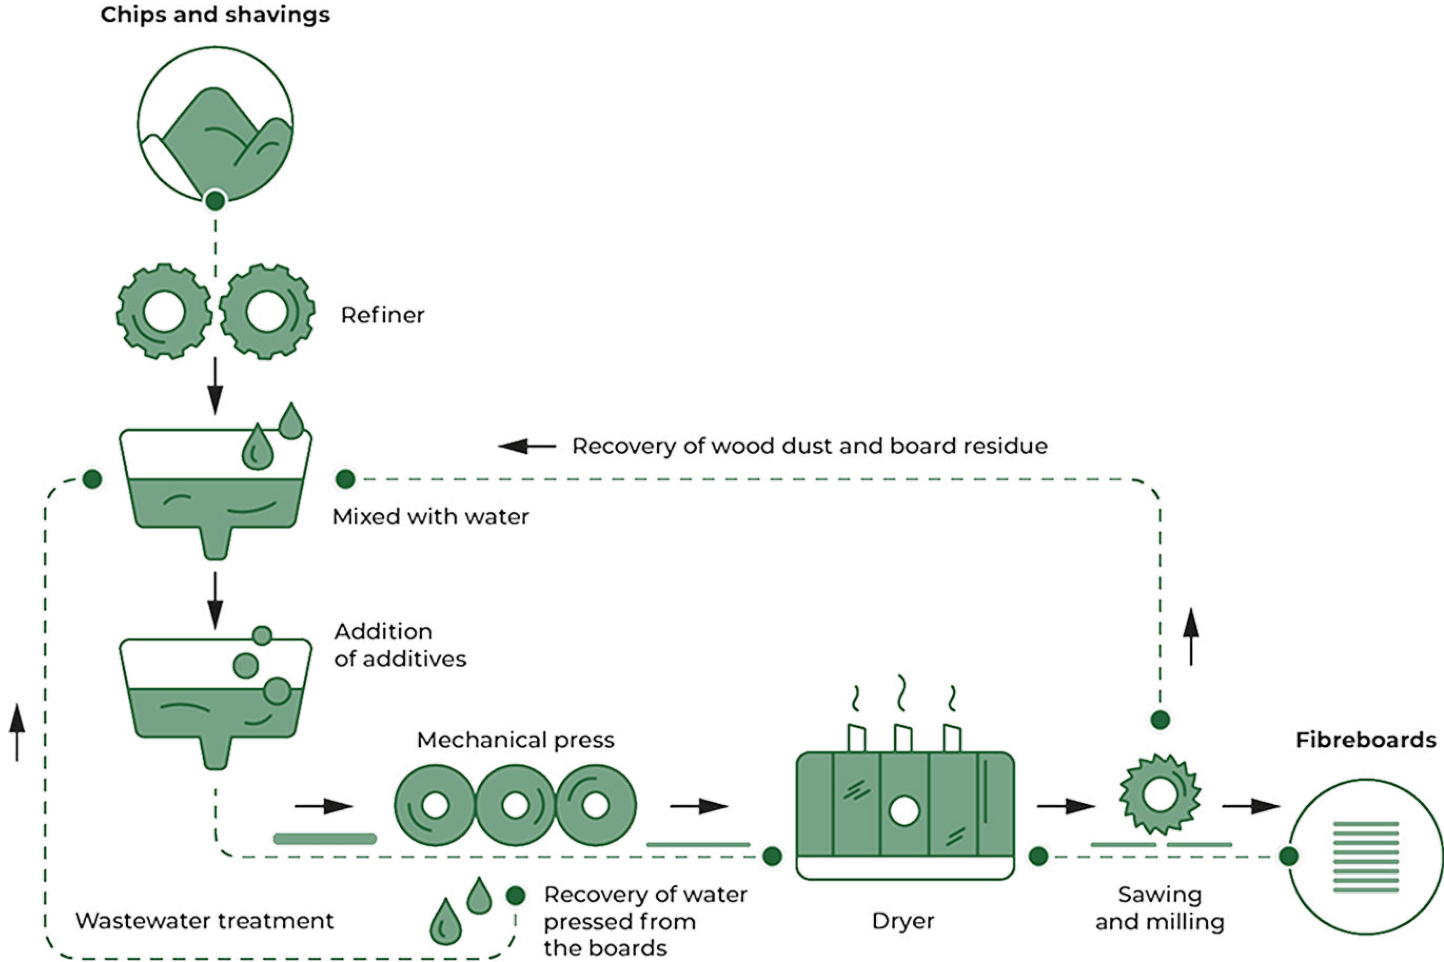 Chips and shavings
Refiner
Recovery of wood dust and board residue
Mixed with water
Addition
of additives
Mechanical press
Fibreboards
Recovery of water
pressed from
the boards
Wastewater treatment
Dryer
Sawing
and milling